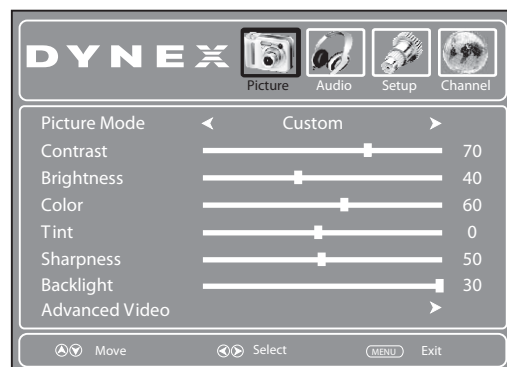 DYNEX
Picture Audio Setup Channel
Picture Mode Custom
Contrast 70
Brightness 40
Color 60
Tint 0
Sharpness 50
Backlight 30
Advanced Video
Move Select MENU Exit